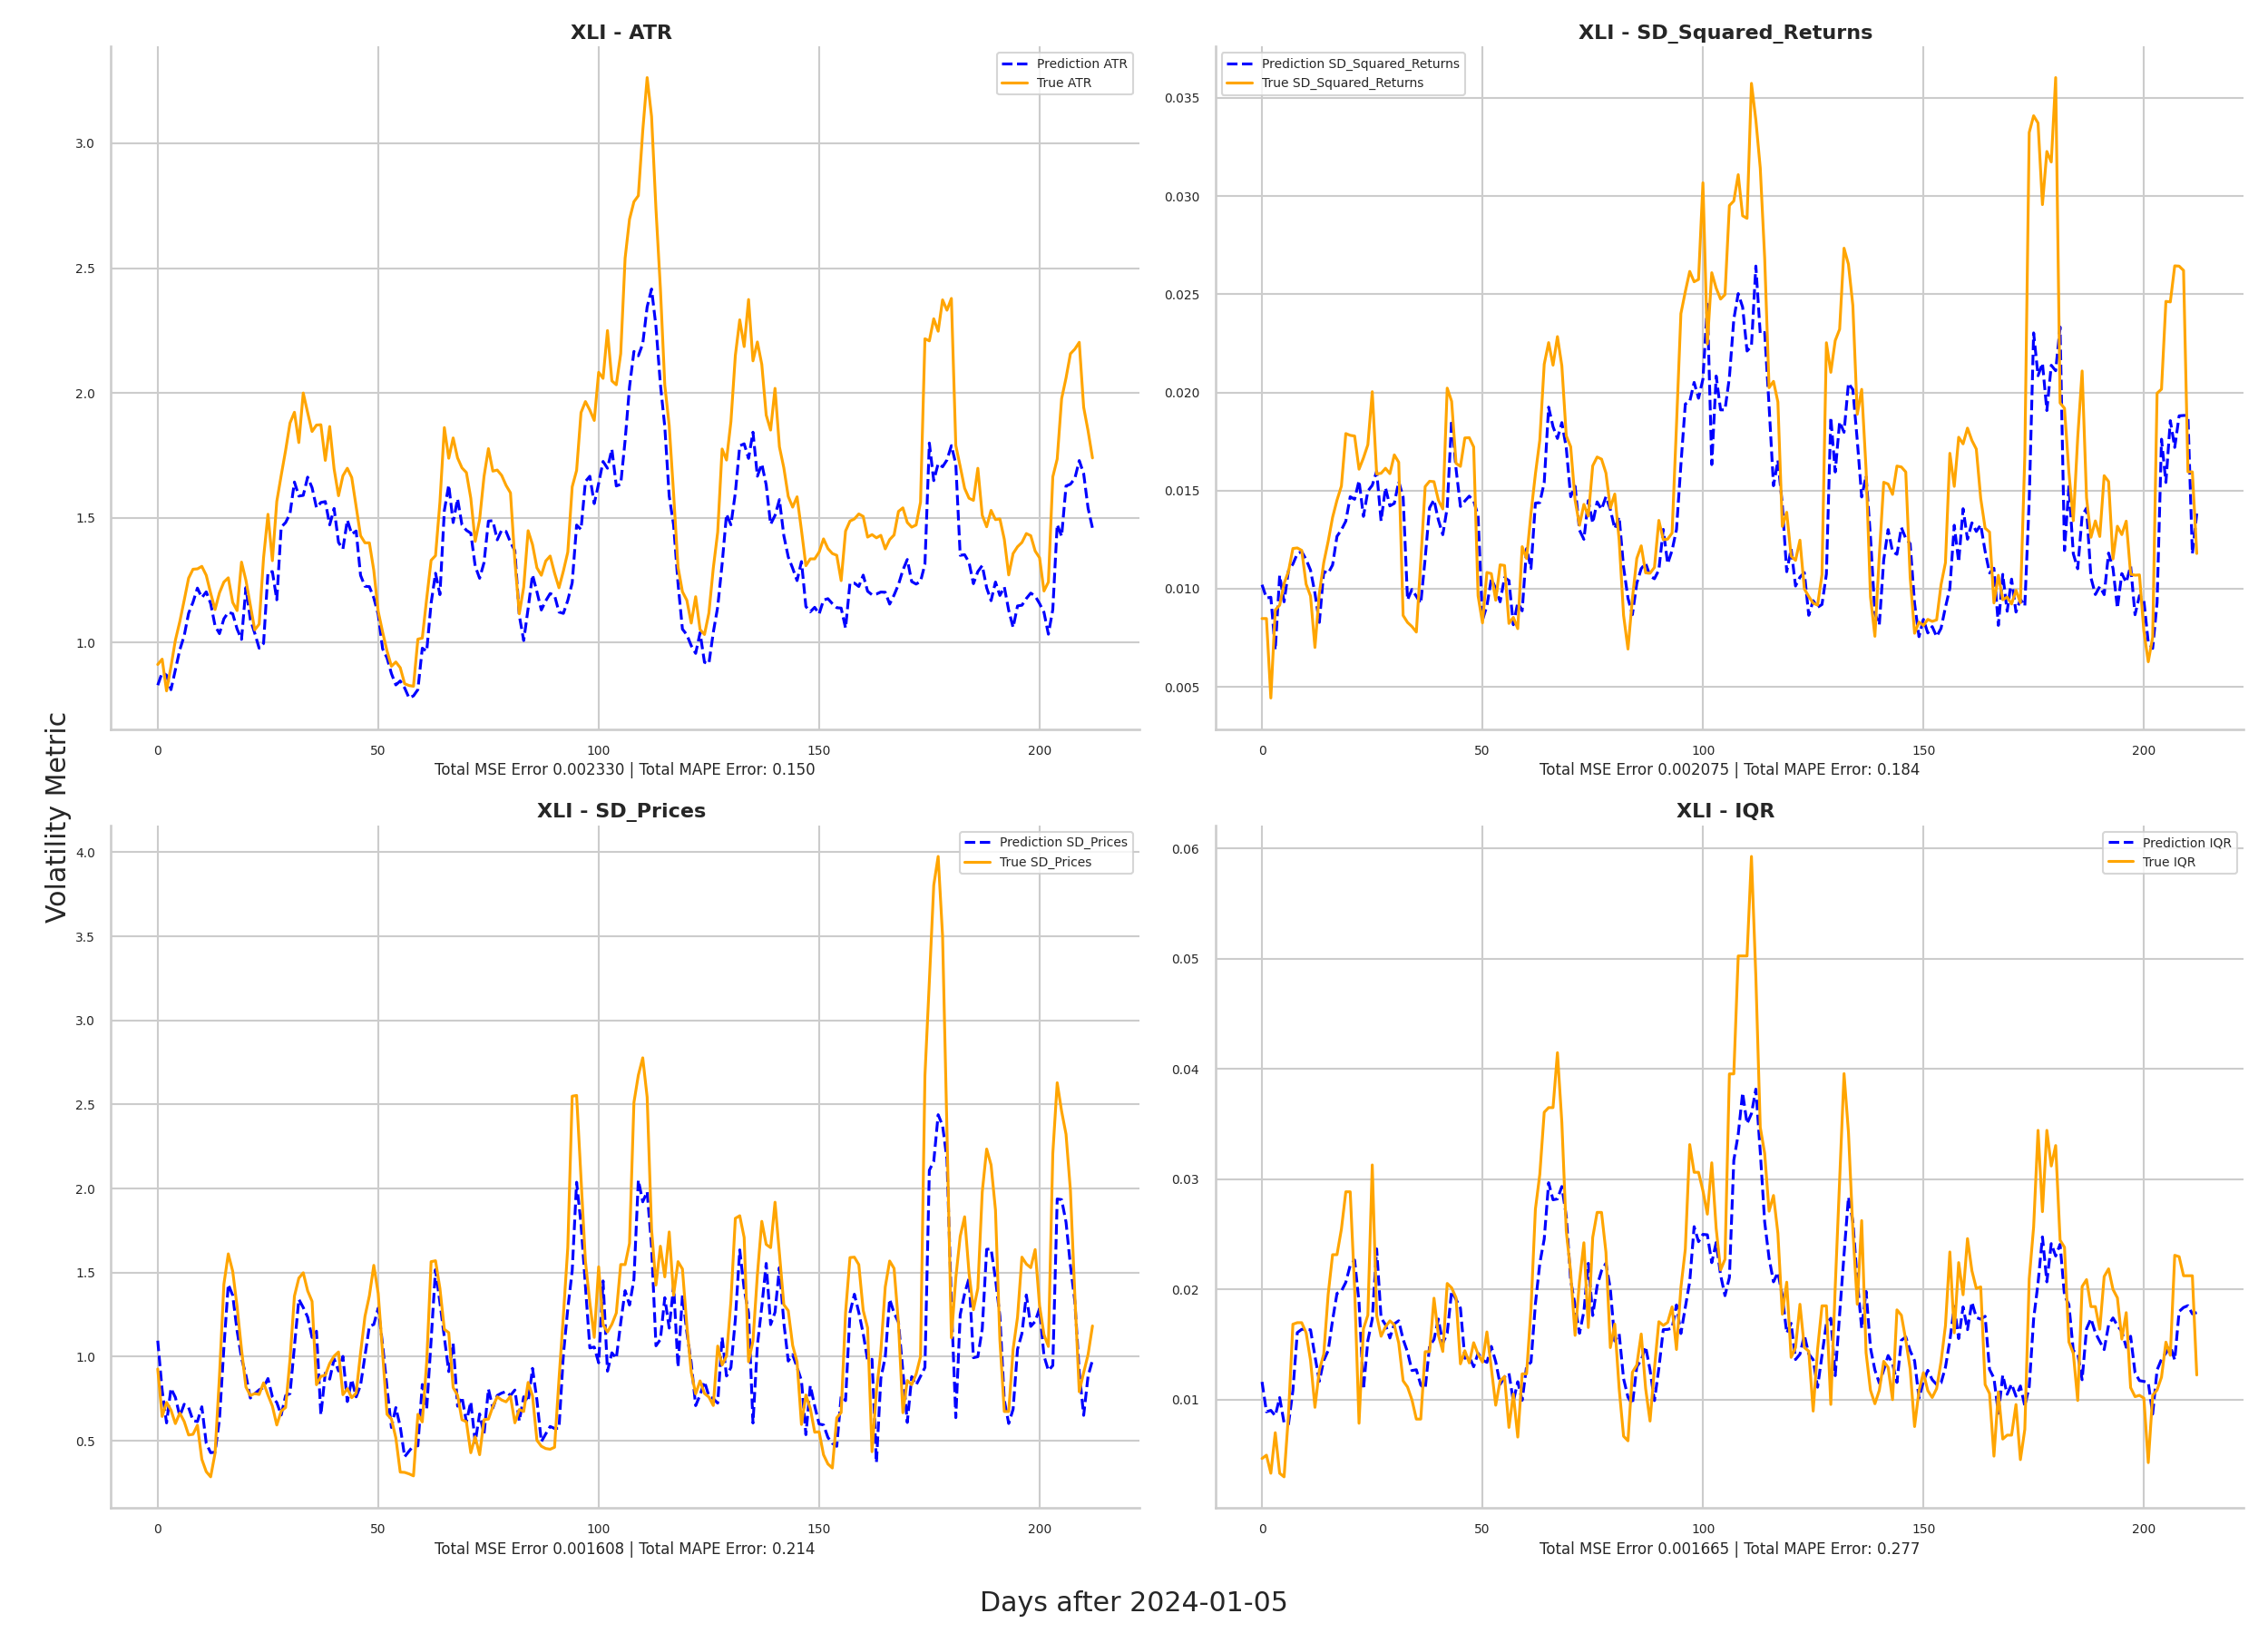 XLI - ATR
Prediction ATR
True ATR
3.0
2.5
2.0
1.5
1.0
0 50 100 150 200
Total MSE Error 0.002330 | Total MAPE Error: 0.150
XLI - SD_Squared_Returns
Prediction SD_Squared_Returns
True SD_Squared_Returns
0.035
0.030
0.025
0.020
0.015
0.010
0.005
0 50 100 150 200
Total MSE Error 0.002075 | Total MAPE Error: 0.184
Volatility Metric
XLI - SD_Prices
Prediction SD_Prices
True SD_Prices
4.0
3.5
3.0
2.5
2.0
1.5
1.0
0.5
0 50 100 150 200
Total MSE Error 0.001608 | Total MAPE Error: 0.214
XLI - IQR
Prediction IQR
True IQR
0.06
0.05
0.04
0.03
0.02
0.01
0 50 100 150 200
Total MSE Error 0.001665 | Total MAPE Error: 0.277
Days after 2024-01-05